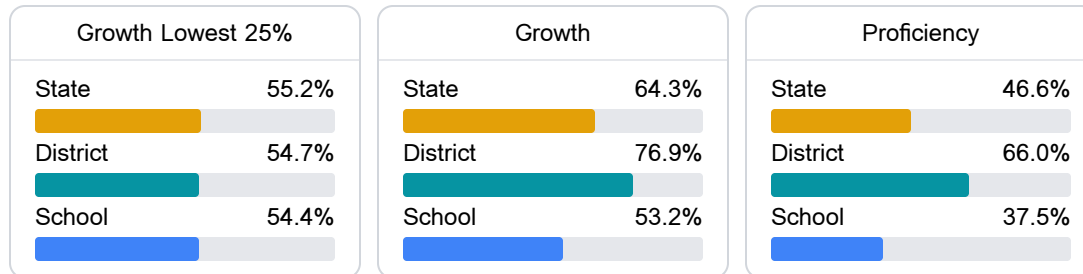 Growth Lowest 25%
State 55.2%
District 54.7%
School 54.4%
Growth
State 64.3%
District 76.9%
School 53.2%
Proficiency
State 46.6%
District 66.0%
School 37.5%